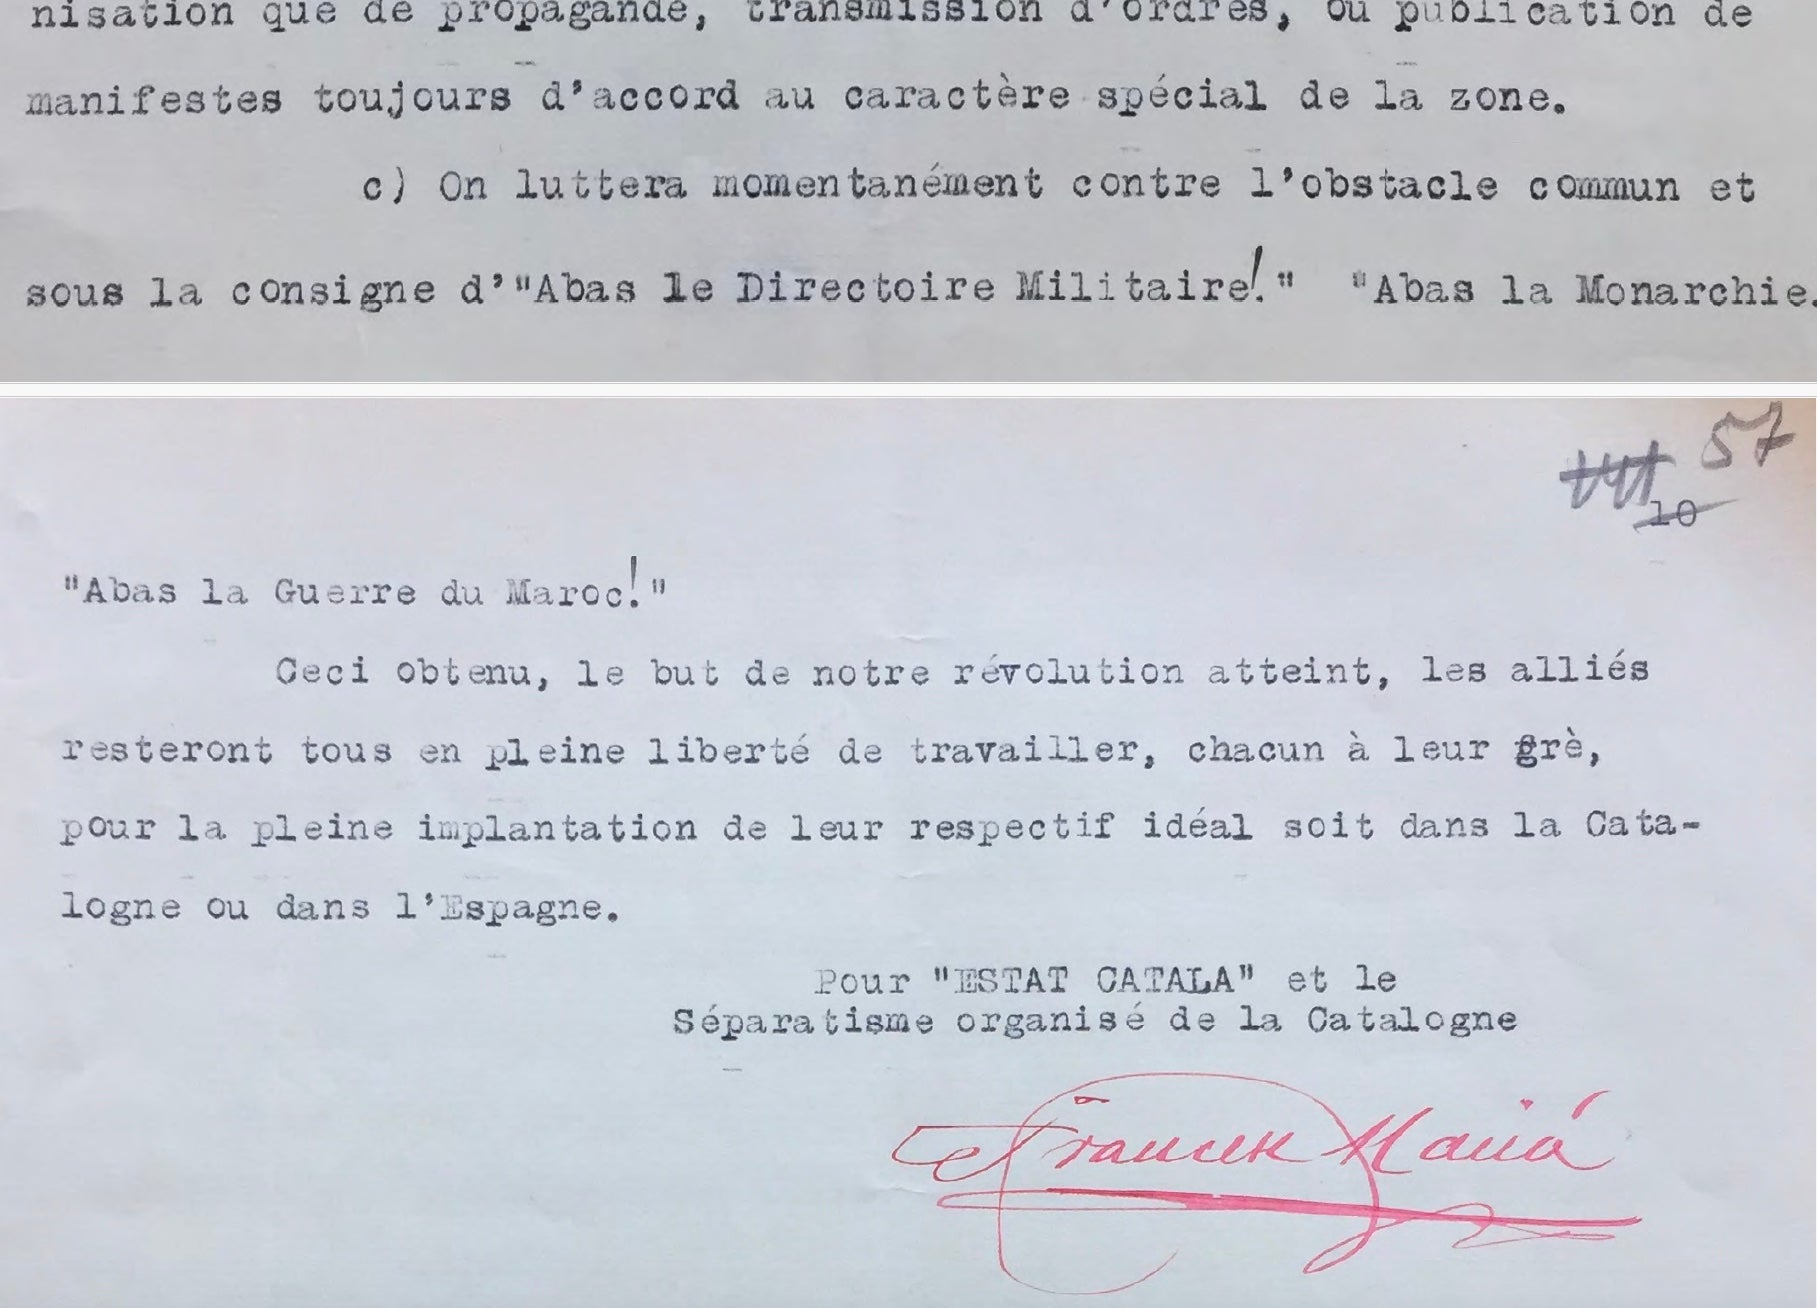 nisation que de propagande, transmission d'ordres, ou publication de
manifestes toujours d'accord au caractère spécial de la zone.
c) On luttera momentanément contre l'obstacle commun et
sous la consigne d'"Abas le Directoire Militaire!" "Abas la Monarchie.
57
10
"Abas la Guerre du Maroc!"
Ceci obtenu, le but de notre révolution atteint, les alliés
resteront tous en pleine liberté de travailler, chacun à leur grè,
pour la pleine implantation de leur respectif idéal soit dans la Cata-
logne ou dans l'Espagne.
Pour "ESTAT CATALA" et le
Séparatisme organisé de la Catalogne
Francesc Macià